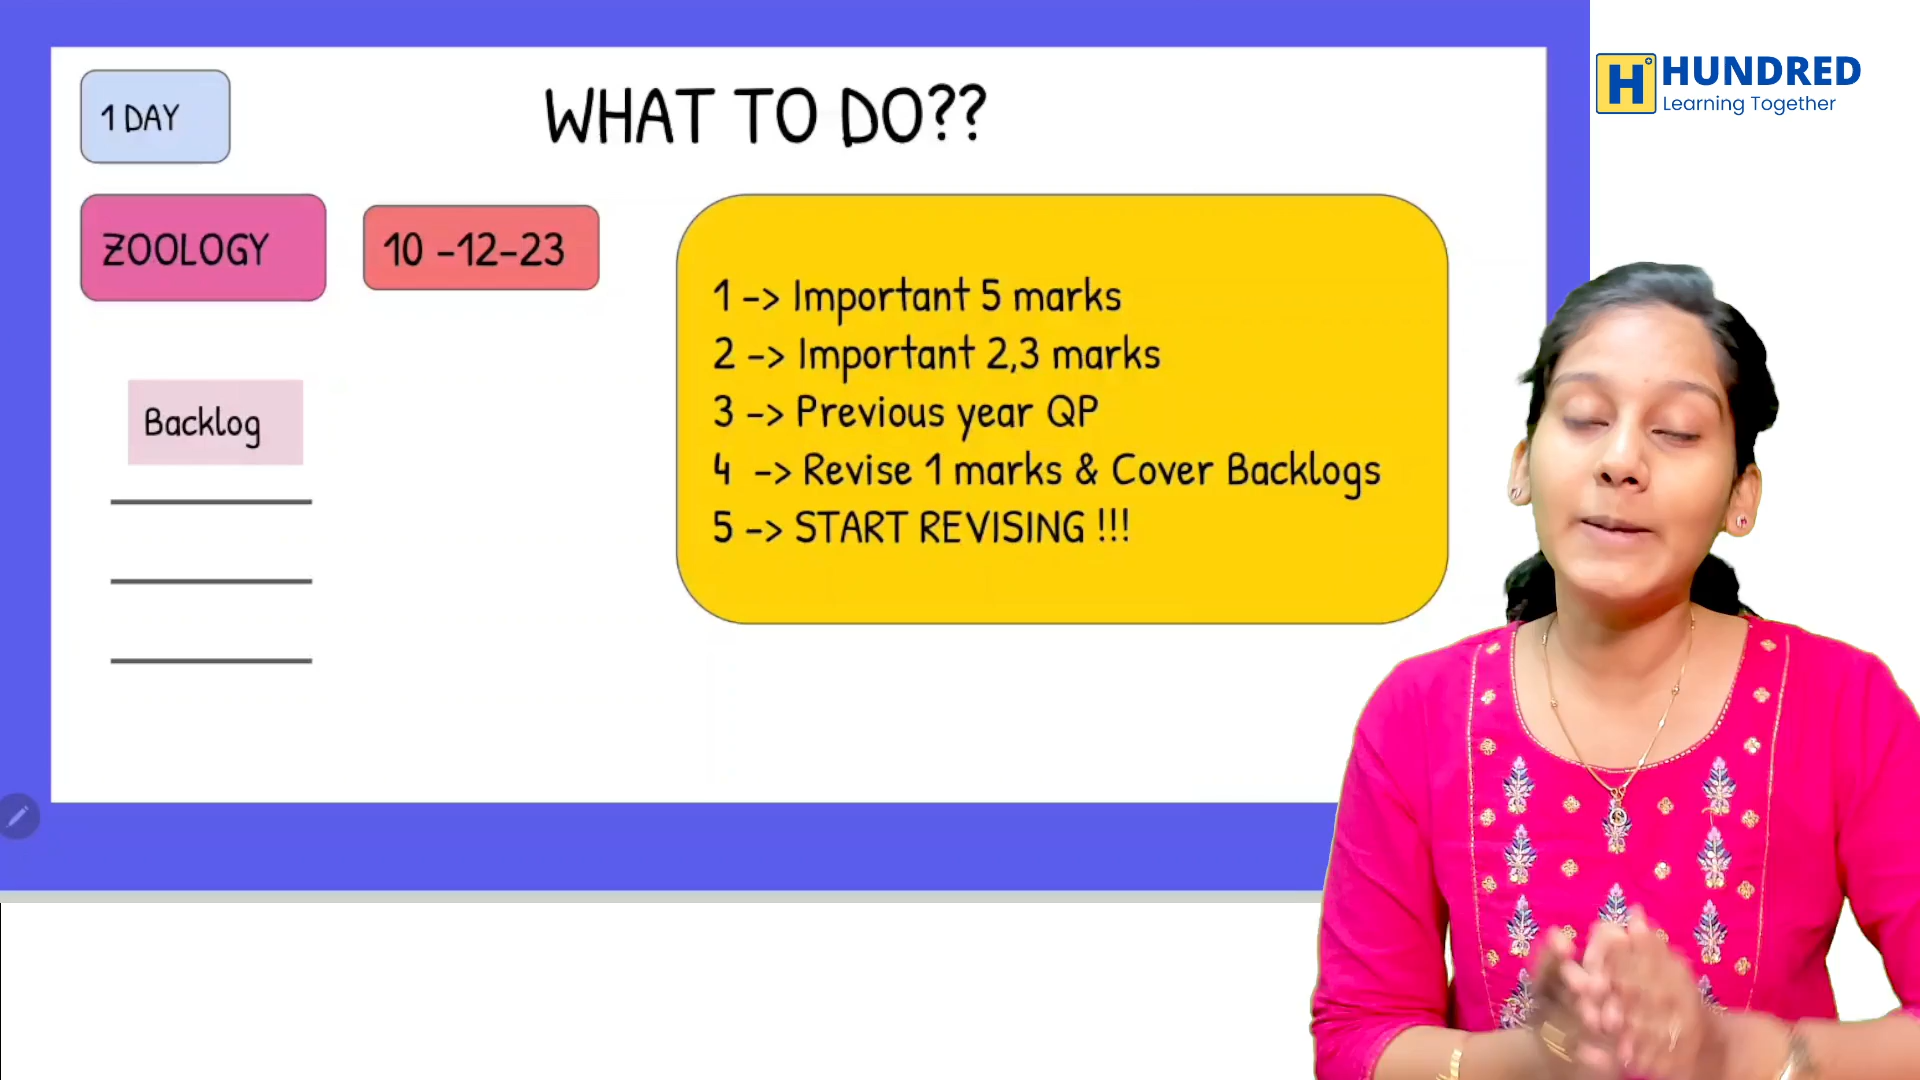 1 DAY
WHAT TO DO??
H
HUNDRED
Learning Together
ZOOLOGY
10 -12-23
1 -> Important 5 marks
2 -> Important 2,3 marks
3 -> Previous year QP
4 -> Revise 1 marks & Cover Backlogs
5 -> START REVISING !!!
Backlog